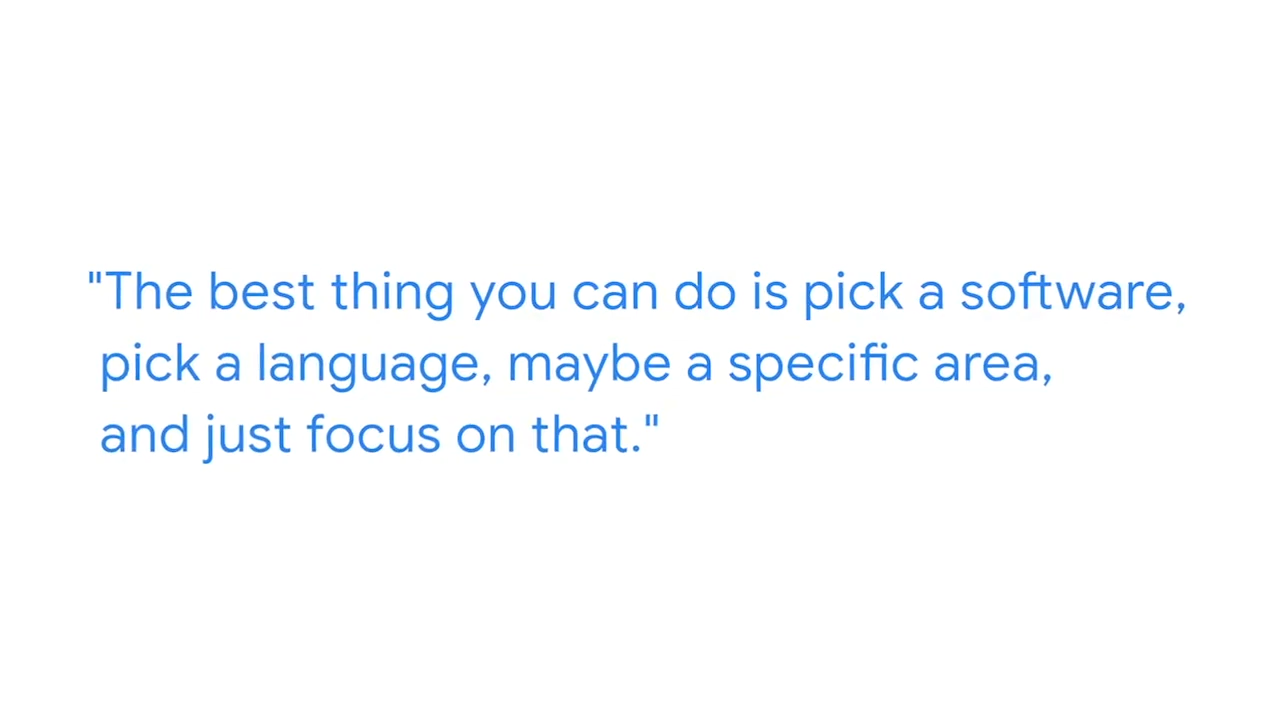 "The best thing you can do is pick a software,
pick a language, maybe a specific area,
and just focus on that."